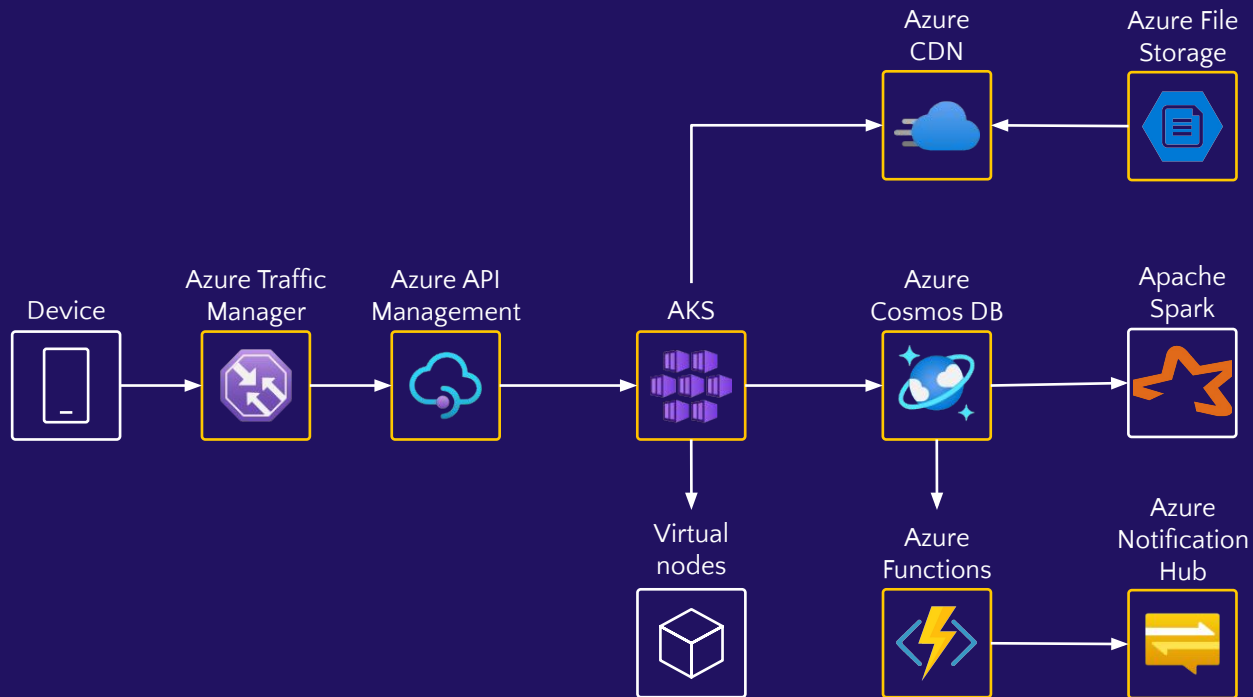 Azure
CDN
Azure File
Storage
Device
Azure Traffic
Manager
Azure API
Management
AKS
Azure
Cosmos DB
Apache
Spark
Virtual
nodes
Azure
Functions
Azure
Notification
Hub